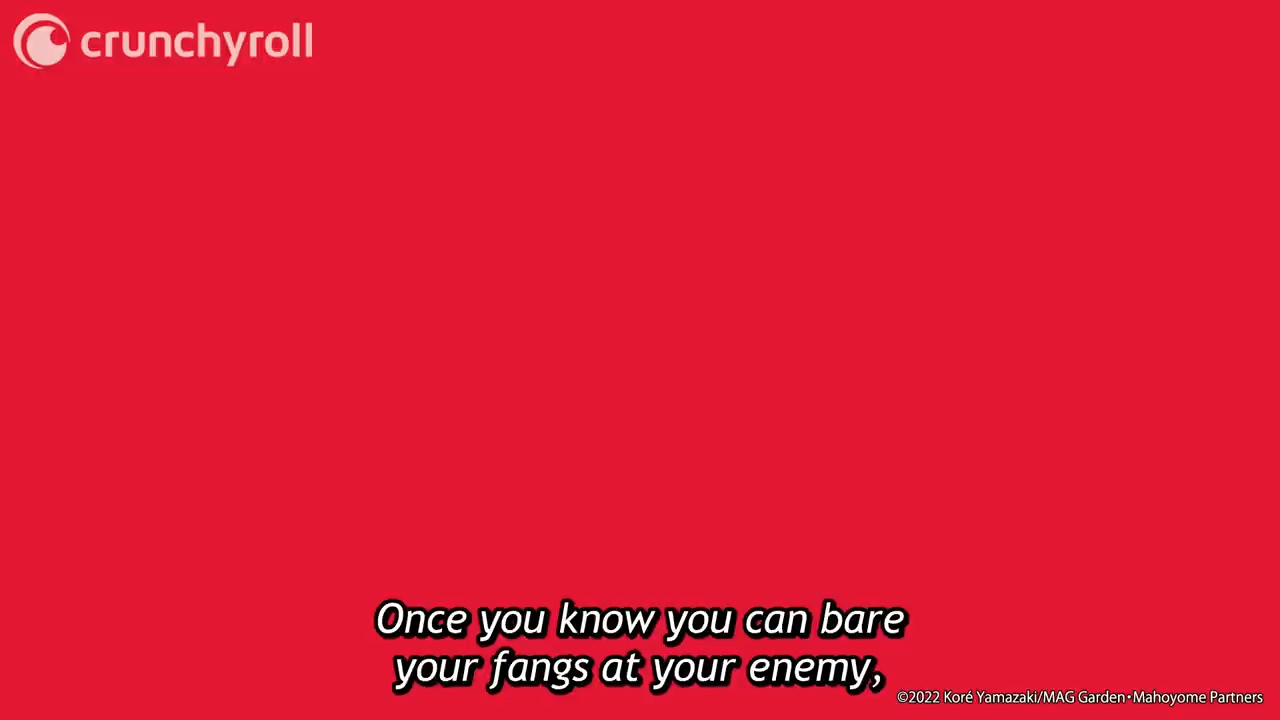 crunchyroll
Once you know you can bare
your fangs at your enemy,
©2022 Koré Yamazaki/MAG Garden・Mahoyome Partners